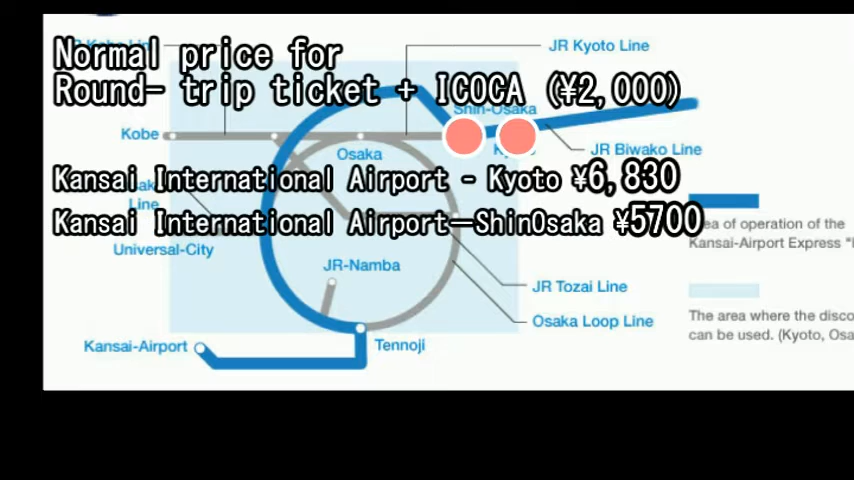 Normal price for
Round- trip ticket + ICOCA (¥2,000)
JR Kyoto Line
Shin-Osaka
Kobe
Osaka
JR Biwako Line
Kansai International Airport - Kyoto ¥6,830
Line
Kansai International Airport—ShinOsaka ¥5700
area of operation of the
Kansai-Airport Express "
Universal-City
JR-Namba
JR Tozai Line
Osaka Loop Line
The area where the disco
can be used. (Kyoto, Osa
Kansai-Airport
Tennoji